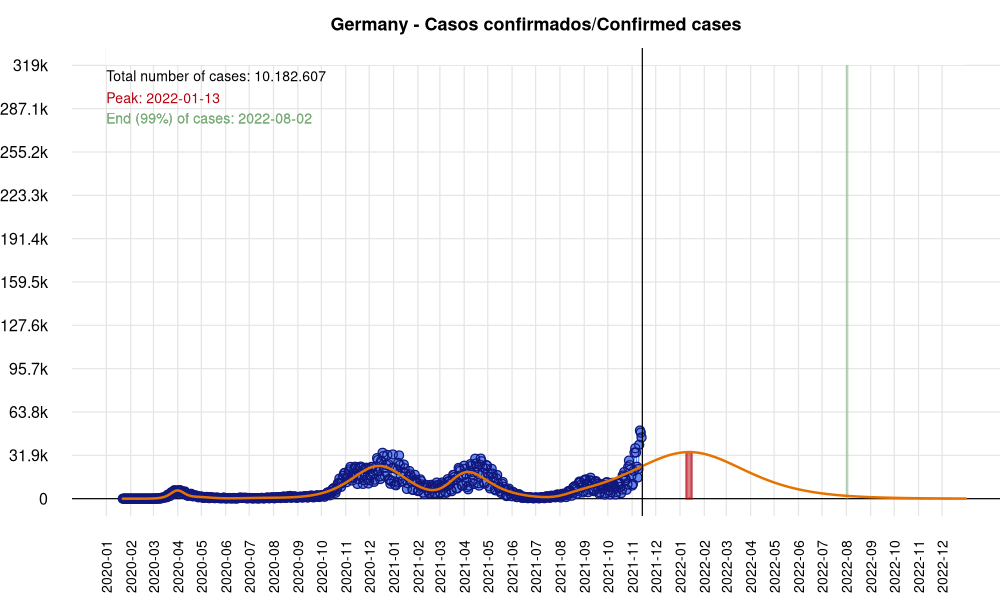 Germany - Casos confirmados/Confirmed cases
319k
Total number of cases: 10.182.607
Peak: 2022-01-13
287.1k
End (99%) of cases: 2022-08-02
255.2k
223.3k
191.4k
159.5k
127.6k
95.7k
63.8k
31.9k
0
2020-01
2020-02
2020-03
2020-04
2020-05
2020-06
2020-07
2020-08
2020-09
2020-10
2020-11
2020-12
2021-01
2021-02
2021-03
2021-04
2021-05
2021-06
2021-07
2021-08
2021-09
2021-10
2021-11
2021-12
2022-01
2022-02
2022-03
2022-04
2022-05
2022-06
2022-07
2022-08
2022-09
2022-10
2022-11
2022-12